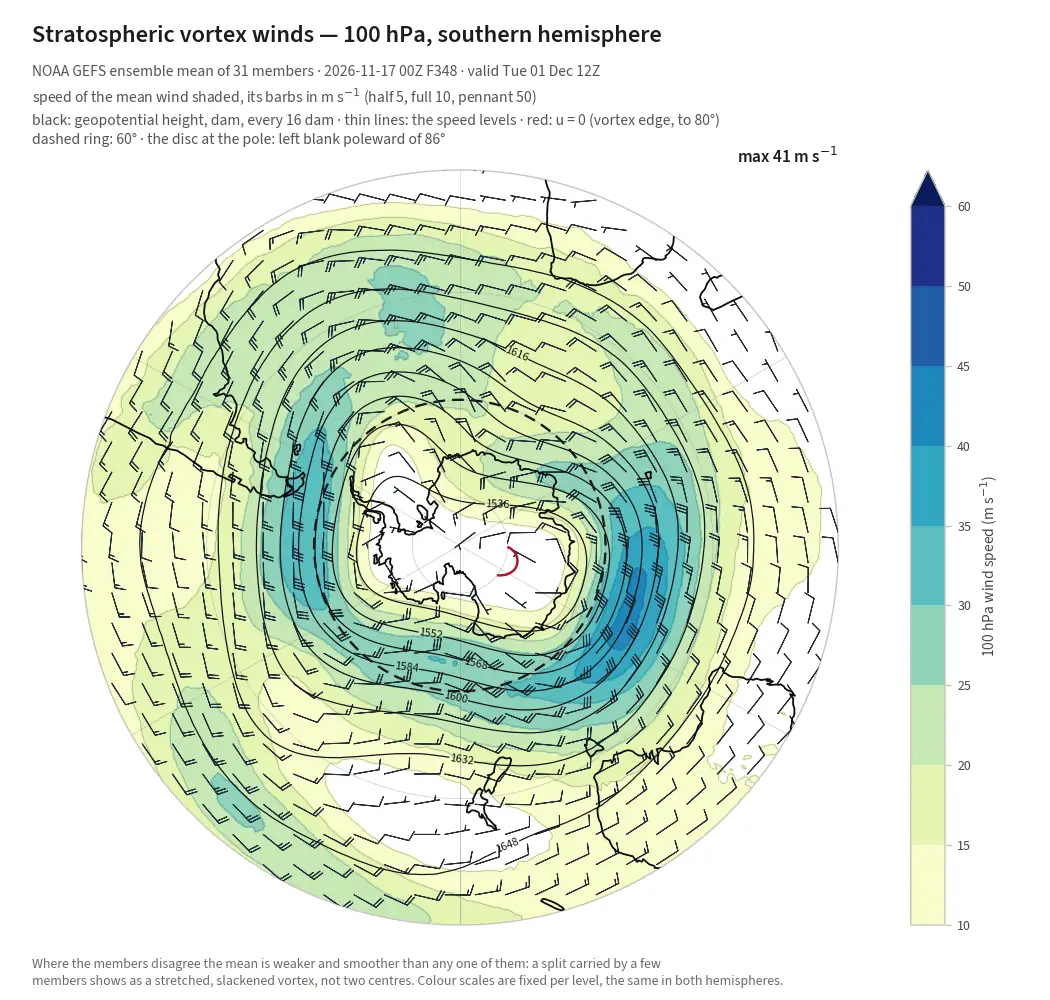 Stratospheric vortex winds — 100 hPa, southern hemisphere
NOAA GEFS ensemble mean of 31 members · 2026-11-17 00Z F348 · valid Tue 01 Dec 12Z
speed of the mean wind shaded, its barbs in m s⁻¹ (half 5, full 10, pennant 50)
black: geopotential height, dam, every 16 dam · thin lines: the speed levels · red: u = 0 (vortex edge, to 80°)
dashed ring: 60° · the disc at the pole: left blank poleward of 86°
max 41 m s⁻¹
60
50
45
40
35
30
25
20
15
10
100 hPa wind speed (m s⁻¹)
1616
1536
1552
1584
1568
1600
1632
1648
Where the members disagree the mean is weaker and smoother than any one of them: a split carried by a few
members shows as a stretched, slackened vortex, not two centres. Colour scales are fixed per level, the same in both hemispheres.